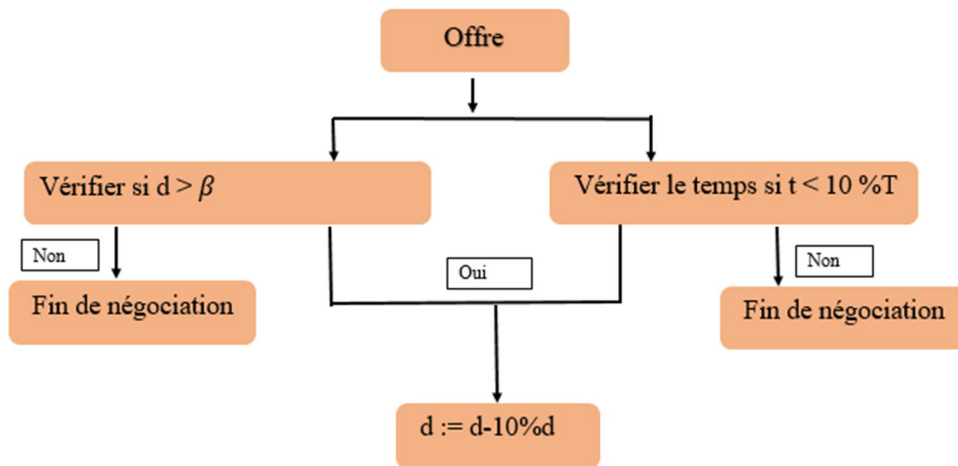 Offre
Vérifier si d > β
Vérifier le temps si t < 10 %T
Non
Oui
Non
Fin de négociation
Fin de négociation
d := d-10%d